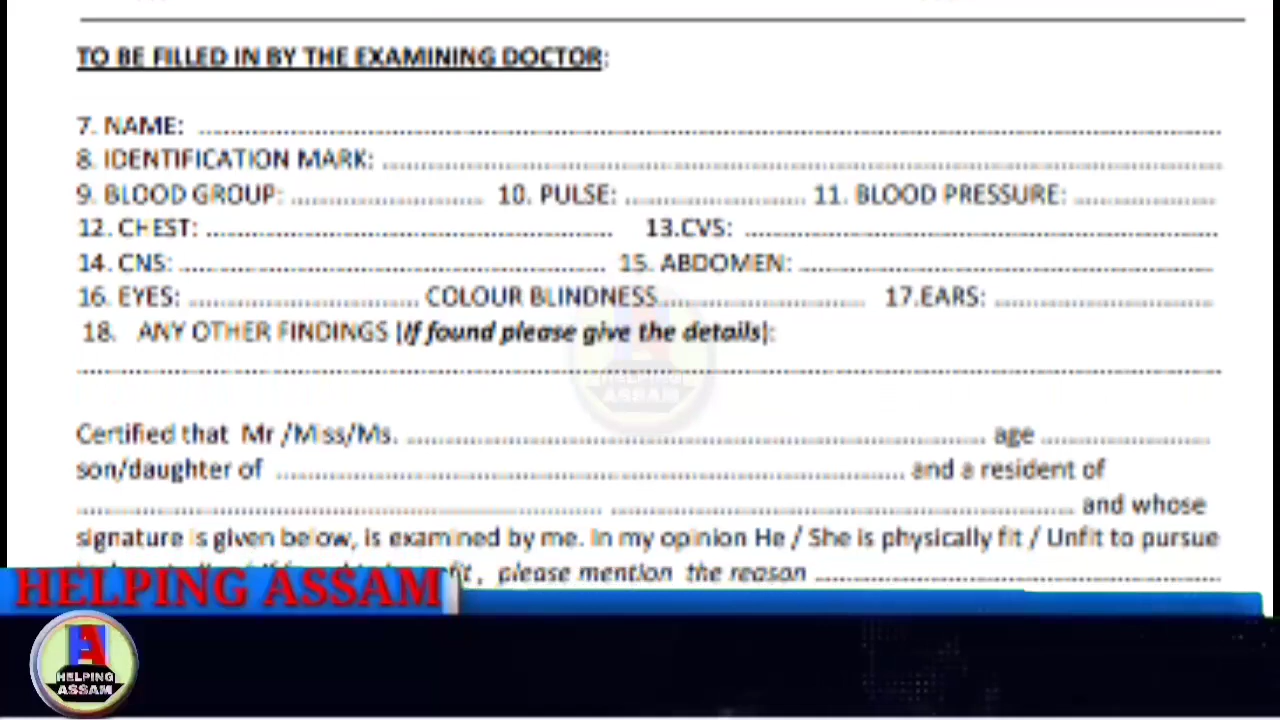 TO BE FILLED IN BY THE EXAMINING DOCTOR:
7. NAME: ................................................................
8. IDENTIFICATION MARK: ................................................................
9. BLOOD GROUP: ........................ 10. PULSE: ........................ 11. BLOOD PRESSURE: ....................
12. CHEST: ................................................ 13.CVS: ................................................
14. CNS: ................................................ 15. ABDOMEN: ................................................
16. EYES: ............................ COLOUR BLINDNESS........................ 17.EARS: ............................
18. ANY OTHER FINDINGS (If found please give the details):
................................................................
Certified that Mr /Miss/Ms. ................................................................ age ....................
son/daughter of ................................................................ and a resident of
................................................................ and whose
signature is given below, is examined by me. In my opinion He / She is physically fit / Unfit to pursue
, please mention the reason ................................................
HELPING ASSAM
HELPING
ASSAM
HELPING
ASSAM